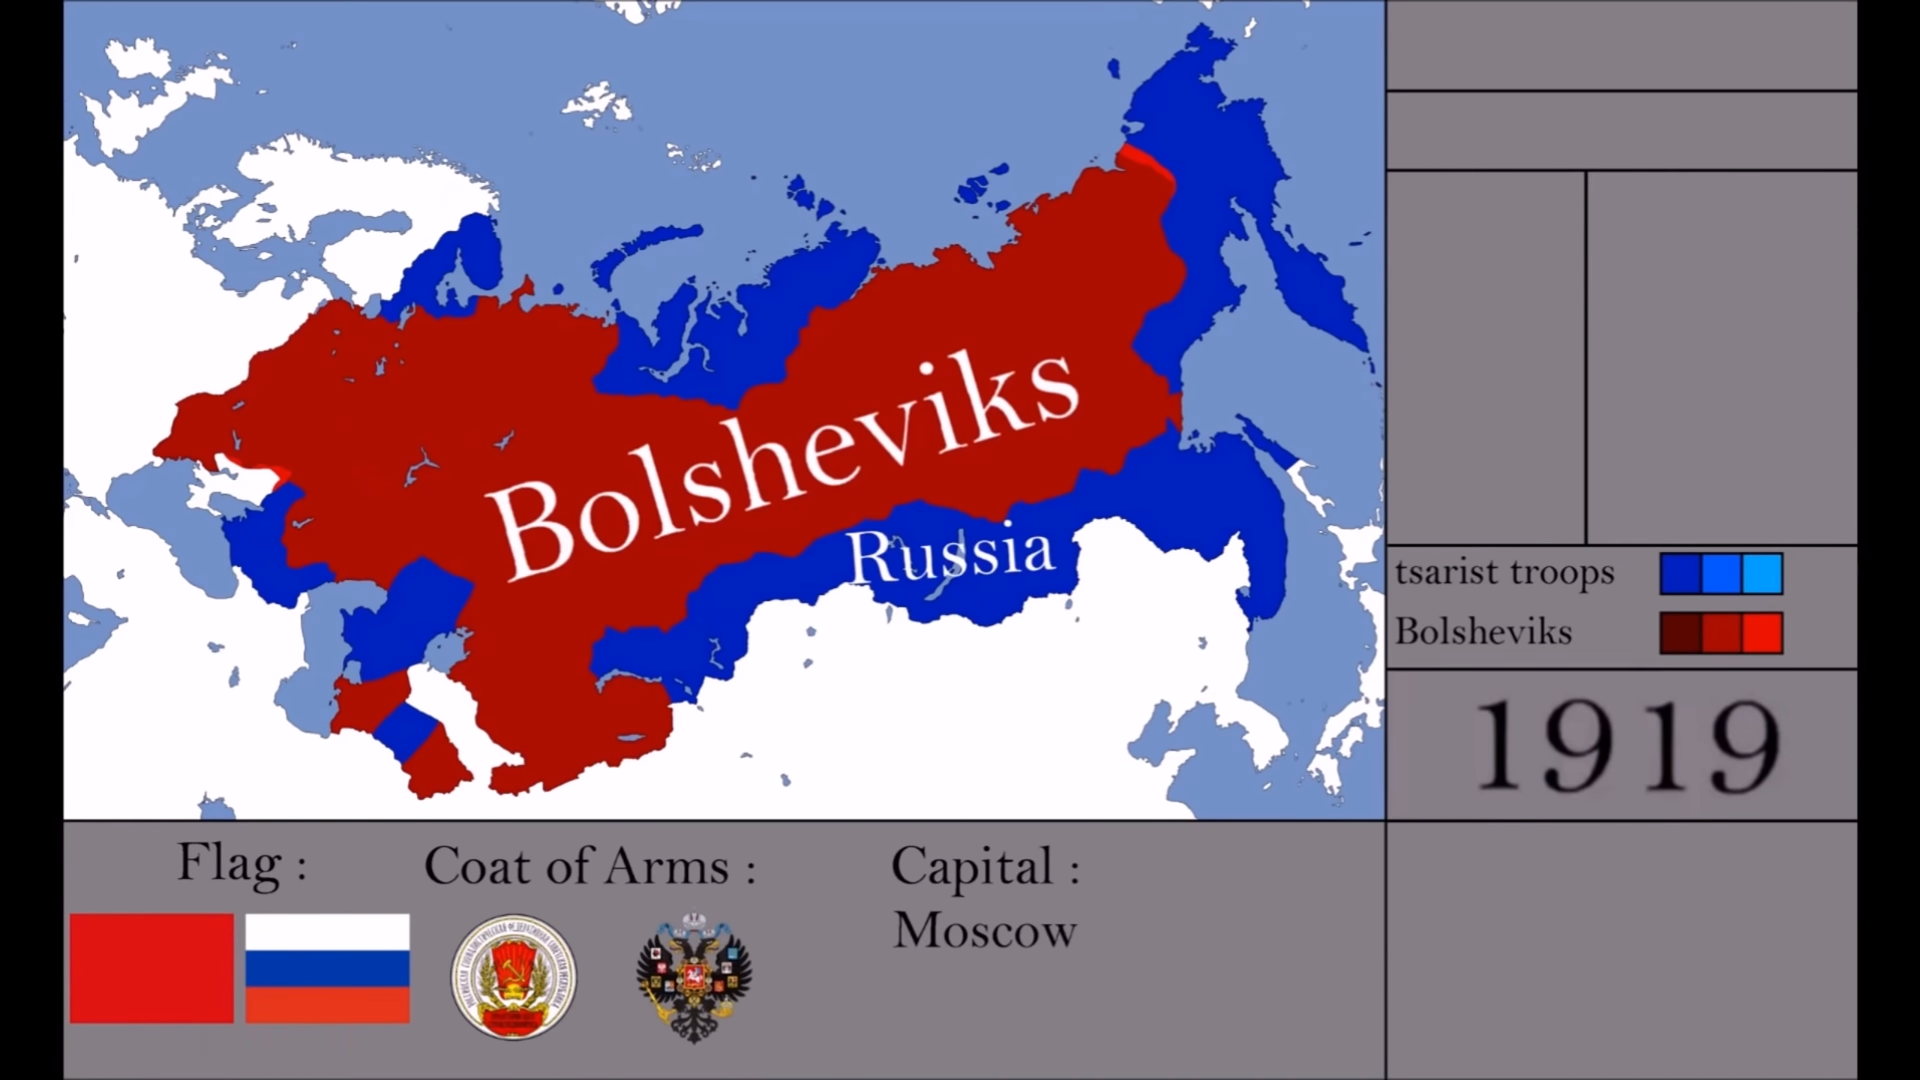 Bolsheviks
Russia
tsarist troops
Bolsheviks
1919
Flag :
Coat of Arms :
Capital :
Moscow